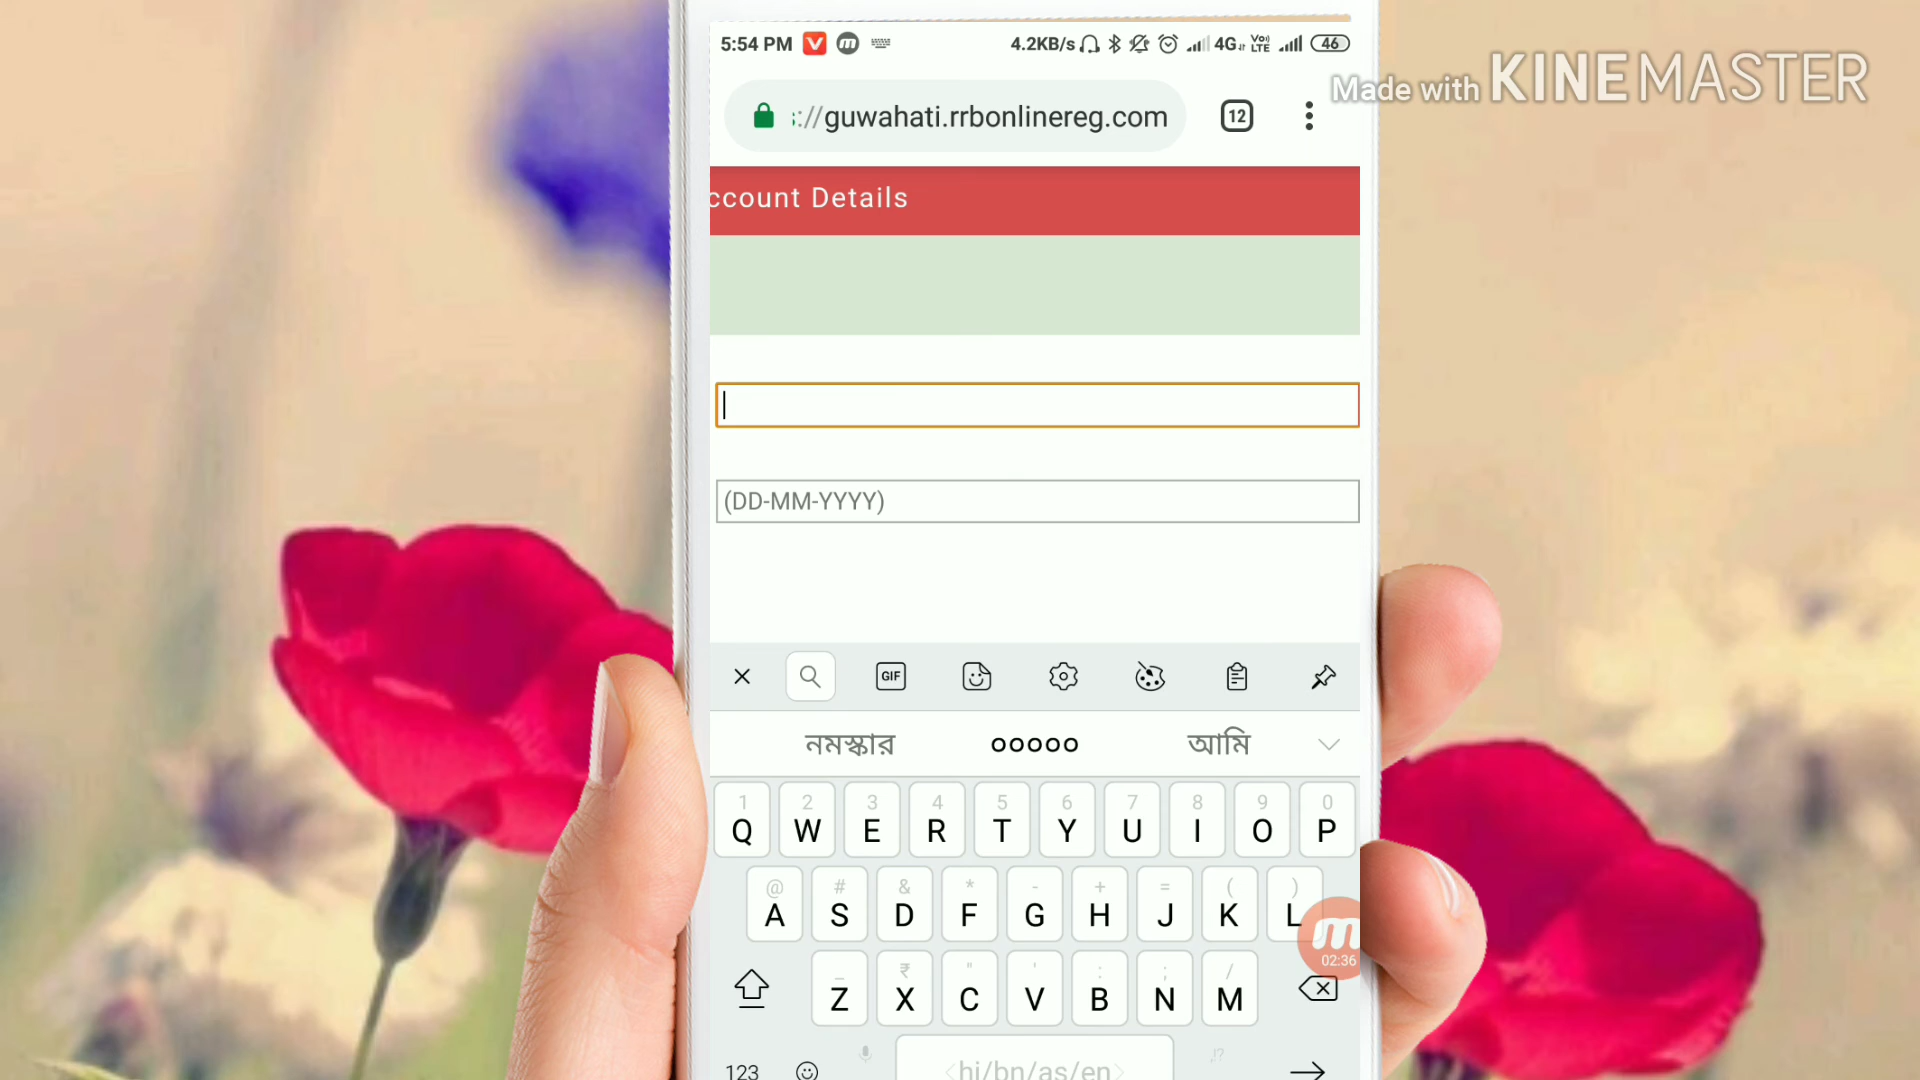 5:54 PM 4.2KB/s 4G VoLTE 46
Made with KINEMASTER
://guwahati.rrbonlinereg.com 12
ccount Details
(DD-MM-YYYY)
GIF
নমস্কার ooooo আমি
1 2 3 4 5 6 7 8 9 0
Q W E R T Y U I O P
@ # & * - + = ( )
A S D F G H J K L
02:36
_ ₹ " ' : ; /
Z X C V B N M
,!?
123 <hi/bn/as/en>